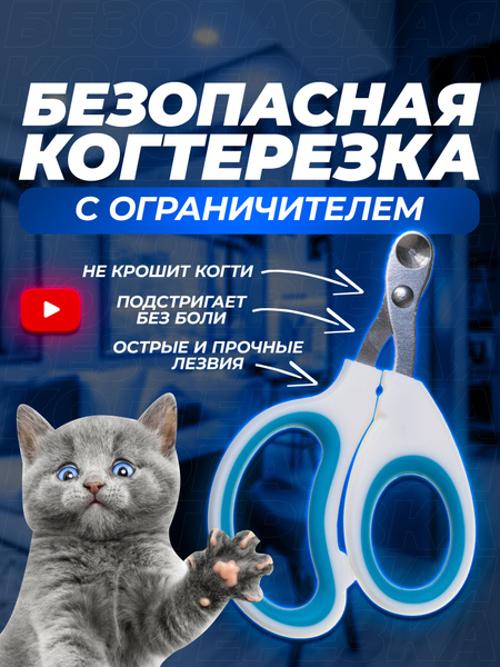 БЕЗОПАСНАЯ
КОГТЕРЕЗКА
С ОГРАНИЧИТЕЛЕМ
НЕ КРОШИТ КОГТИ
ПОДСТРИГАЕТ
БЕЗ БОЛИ
ОСТРЫЕ И ПРОЧНЫЕ
ЛЕЗВИЯ